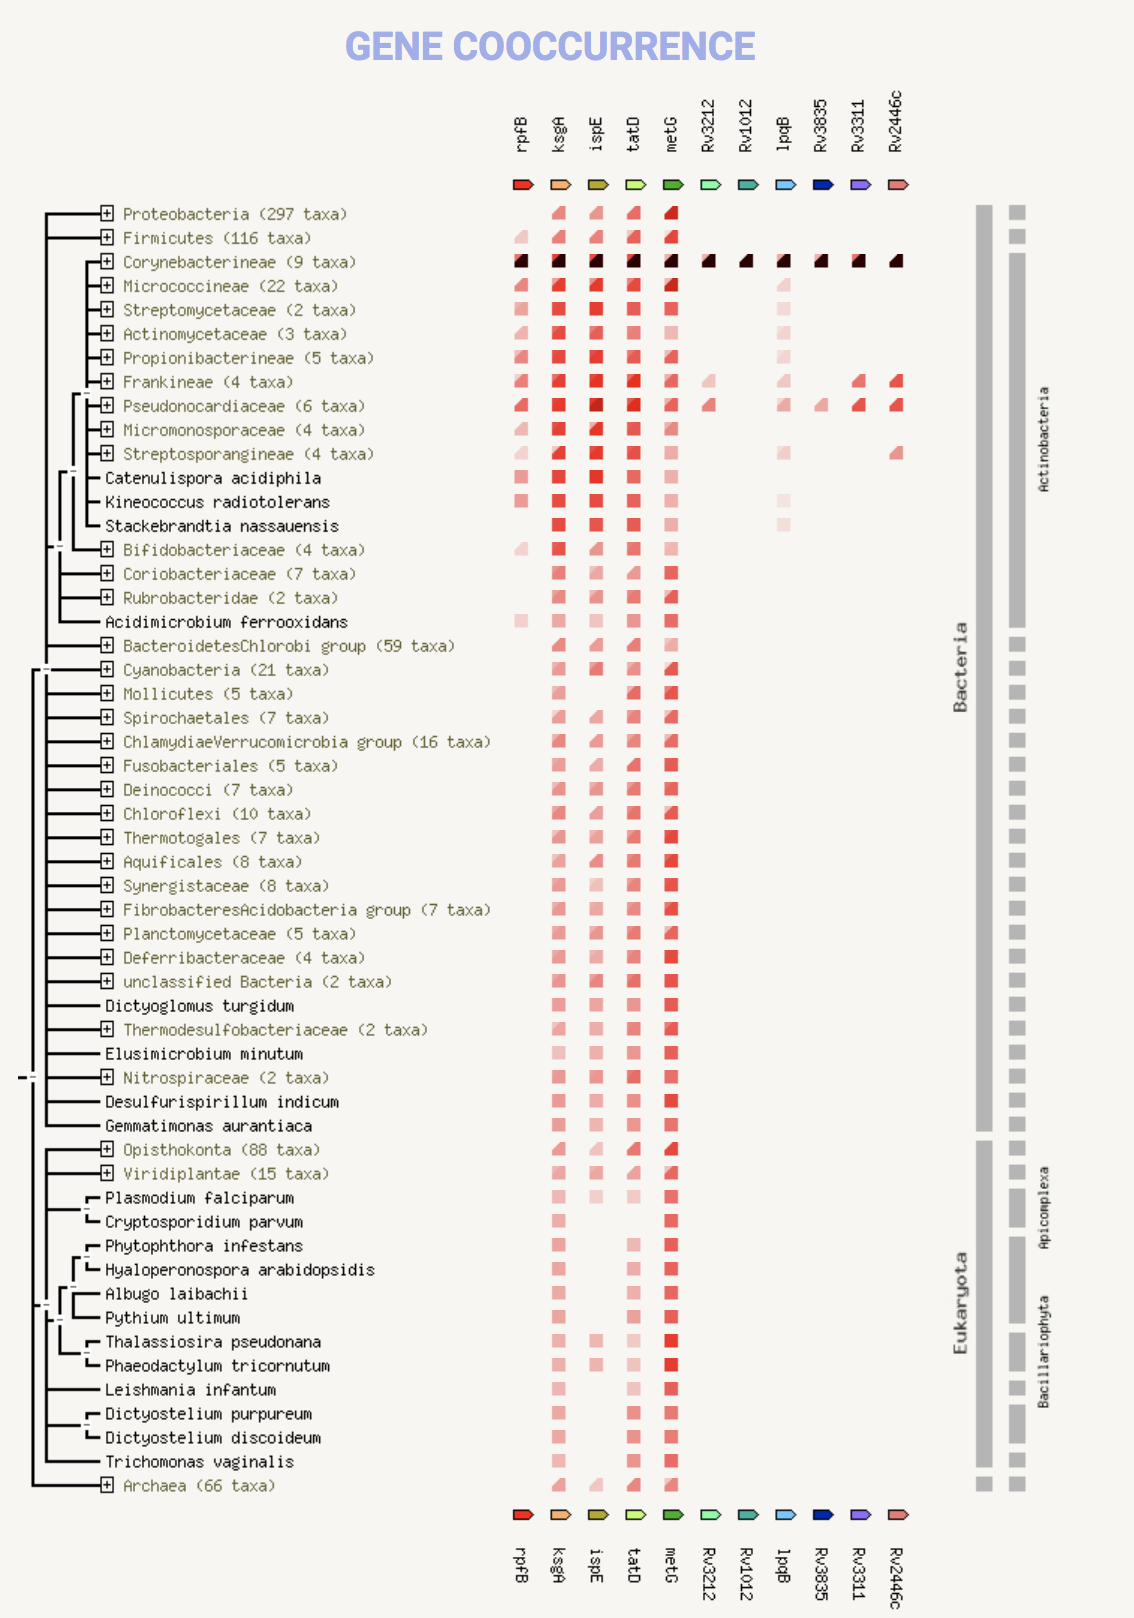 GENE COOCCURRENCE
rpfB ksgA ispE tatD metG Rv3212 Rv1012 lpqB Rv3835 Rv3311 Rv2446c
Proteobacteria (297 taxa)
Firmicutes (116 taxa)
Corynebacterineae (9 taxa)
Micrococcineae (22 taxa)
Streptomycetaceae (2 taxa)
Actinomycetaceae (3 taxa)
Propionibacterineae (5 taxa)
Frankineae (4 taxa)
Pseudonocardiaceae (6 taxa)
Micromonosporaceae (4 taxa)
Streptosporangineae (4 taxa)
Catenulispora acidiphila
Kineococcus radiotolerans
Stackebrandtia nassauensis
Bifidobacteriaceae (4 taxa)
Coriobacteriaceae (7 taxa)
Rubrobacteridae (2 taxa)
Acidimicrobium ferrooxidans
BacteroidetesChlorobi group (59 taxa)
Cyanobacteria (21 taxa)
Mollicutes (5 taxa)
Spirochaetales (7 taxa)
ChlamydiaeVerrucomicrobia group (16 taxa)
Fusobacteriales (5 taxa)
Deinococci (7 taxa)
Chloroflexi (10 taxa)
Thermotogales (7 taxa)
Aquificales (8 taxa)
Synergistaceae (8 taxa)
FibrobacteresAcidobacteria group (7 taxa)
Planctomycetaceae (5 taxa)
Deferribacteraceae (4 taxa)
unclassified Bacteria (2 taxa)
Dictyoglomus turgidum
Thermodesulfobacteriaceae (2 taxa)
Elusimicrobium minutum
Nitrospiraceae (2 taxa)
Desulfurispirillum indicum
Gemmatimonas aurantiaca
Opisthokonta (88 taxa)
Viridiplantae (15 taxa)
Plasmodium falciparum
Cryptosporidium parvum
Phytophthora infestans
Hyaloperonospora arabidopsidis
Albugo laibachii
Pythium ultimum
Thalassiosira pseudonana
Phaeodactylum tricornutum
Leishmania infantum
Dictyostelium purpureum
Dictyostelium discoideum
Trichomonas vaginalis
Archaea (66 taxa)
Bacteria
Eukaryota
Actinobacteria
Apicomplexa
Bacillariophyta
rpfB ksgA ispE tatD metG Rv3212 Rv1012 lpqB Rv3835 Rv3311 Rv2446c